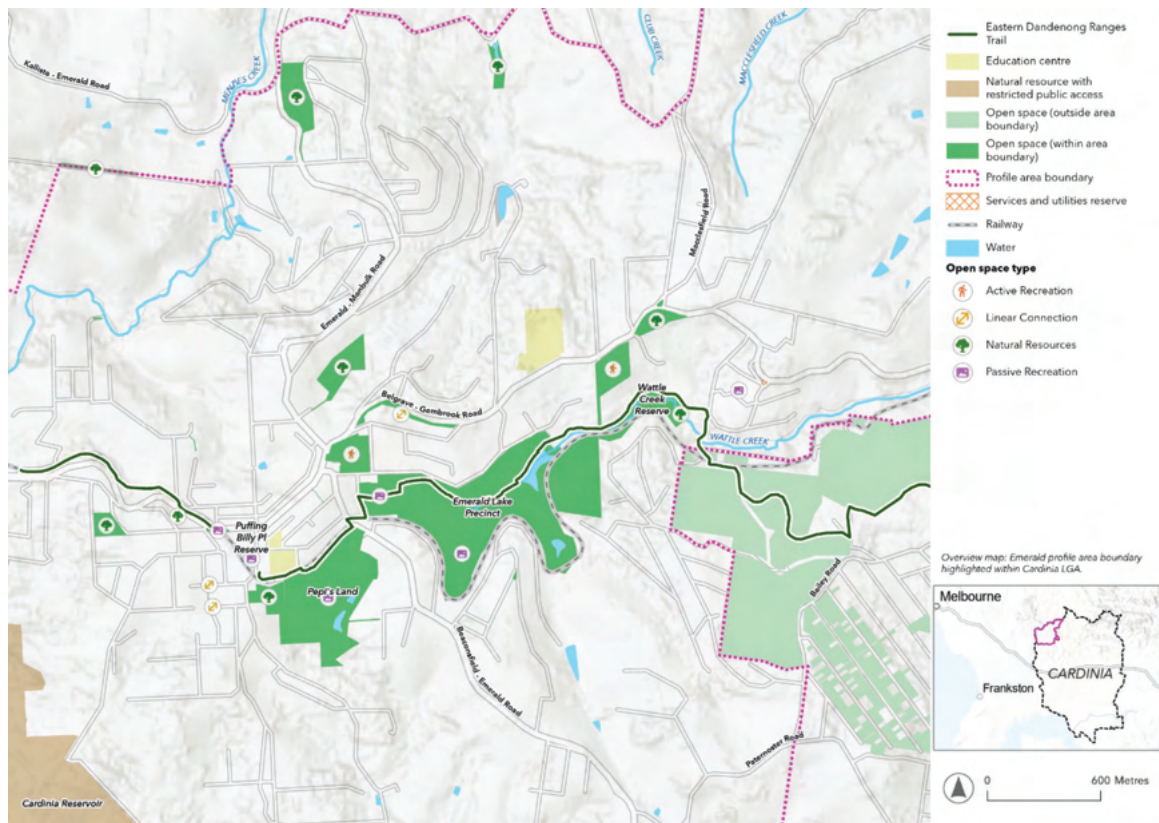 Kallista - Emerald Road
MENZIES CREEK
CLUB CREEK
MACCLESFIELD CREEK
Macclesfield Road
Emerald - Monbulk Road
Belgrave - Gembrook Road
Wattle
Creek
Reserve
WATTLE CREEK
Emerald Lake
Precinct
Puffing
Billy Pl
Reserve
Pepi's Land
Bailey Road
Beaconsfield - Emerald Road
Paternoster Road
Cardinia Reservoir
Eastern Dandenong Ranges
Trail
Education centre
Natural resource with
restricted public access
Open space (outside area
boundary)
Open space (within area
boundary)
Profile area boundary
Services and utilities reserve
Railway
Water
Open space type
Active Recreation
Linear Connection
Natural Resources
Passive Recreation
Overview map: Emerald profile area boundary
highlighted within Cardinia LGA.
Melbourne
CARDINIA
Frankston
0 600 Metres